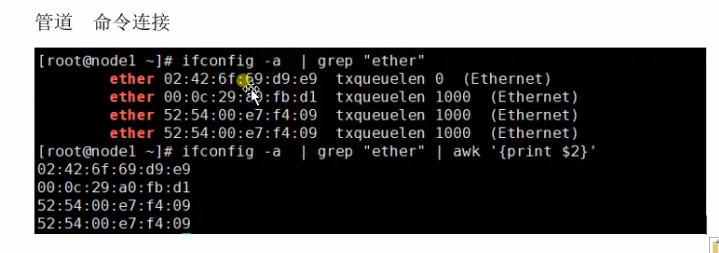 管道 命令连接
[root@node1 ~]# ifconfig -a  | grep "ether"
        ether 02:42:6f:69:d9:e9  txqueuelen 0  (Ethernet)
        ether 00:0c:29:a0:fb:d1  txqueuelen 1000  (Ethernet)
        ether 52:54:00:e7:f4:09  txqueuelen 1000  (Ethernet)
        ether 52:54:00:e7:f4:09  txqueuelen 1000  (Ethernet)
[root@node1 ~]# ifconfig -a  | grep "ether" | awk '{print $2}'
02:42:6f:69:d9:e9
00:0c:29:a0:fb:d1
52:54:00:e7:f4:09
52:54:00:e7:f4:09